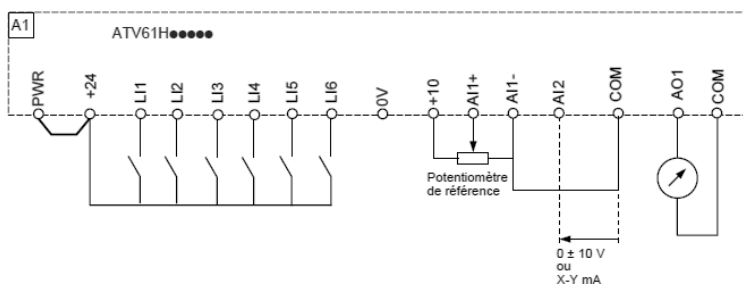 A1
ATV61H●●●●●
PWR
+24
LI1
LI2
LI3
LI4
LI5
LI6
0V
+10
AI1+
AI1-
AI2
COM
AO1
COM
Potentiomètre
de référence
0 ± 10 V
ou
X-Y mA